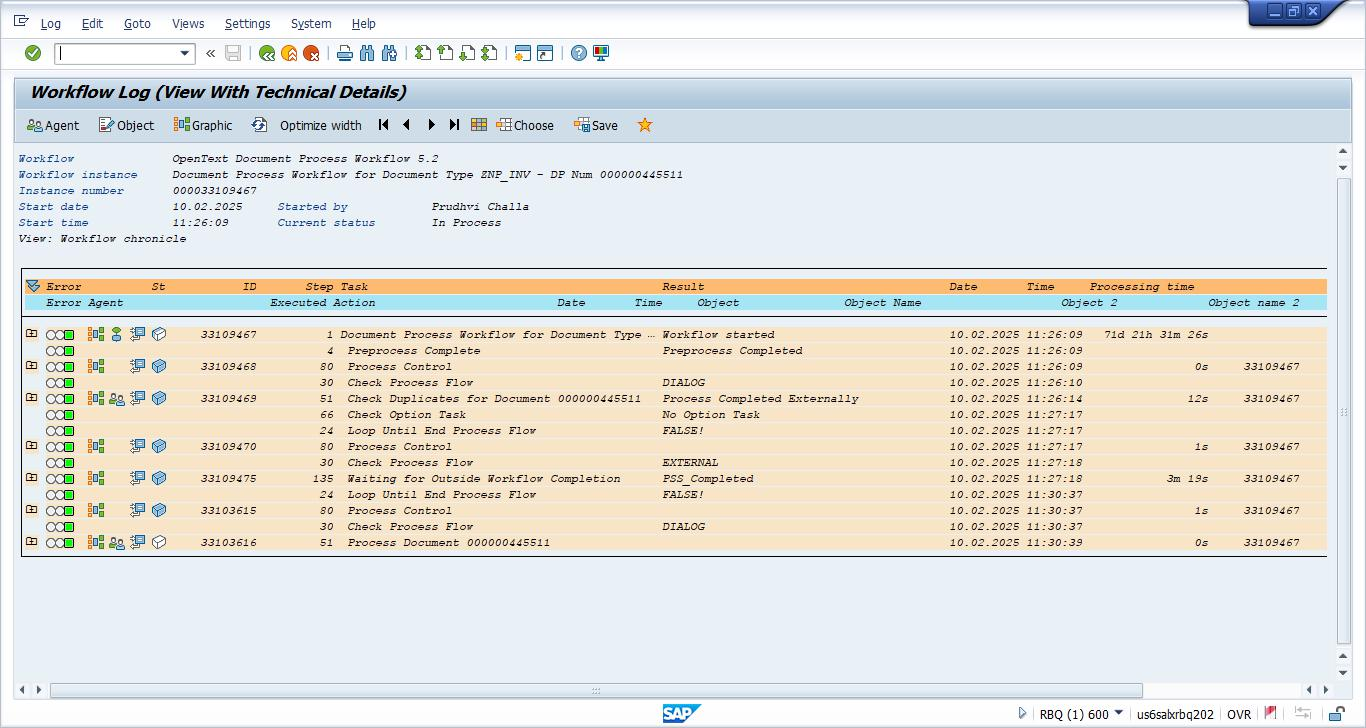 Log Edit Goto Views Settings System Help
Workflow Log (View With Technical Details)
Agent Object Graphic Optimize width Choose Save
Workflow OpenText Document Process Workflow 5.2
Workflow instance Document Process Workflow for Document Type ZNP_INV - DP Num 000000445511
Instance number 000033109467
Start date 10.02.2025 Started by Prudhvi Challa
Start time 11:26:09 Current status In Process
View: Workflow chronicle
Error St ID Step Task Result Date Time Processing time
Error Agent Executed Action Date Time Object Object Name Object 2 Object name 2
33109467 1 Document Process Workflow for Document Type … Workflow started 10.02.2025 11:26:09 71d 21h 31m 26s
4 Preprocess Complete Preprocess Completed 10.02.2025 11:26:09
33109468 80 Process Control 10.02.2025 11:26:09 0s 33109467
30 Check Process Flow DIALOG 10.02.2025 11:26:10
33109469 51 Check Duplicates for Document 000000445511 Process Completed Externally 10.02.2025 11:26:14 12s 33109467
66 Check Option Task No Option Task 10.02.2025 11:27:17
24 Loop Until End Process Flow FALSE! 10.02.2025 11:27:17
33109470 80 Process Control 10.02.2025 11:27:17 1s 33109467
30 Check Process Flow EXTERNAL 10.02.2025 11:27:18
33109475 135 Waiting for Outside Workflow Completion PSS_Completed 10.02.2025 11:27:18 3m 19s 33109467
24 Loop Until End Process Flow FALSE! 10.02.2025 11:30:37
33103615 80 Process Control 10.02.2025 11:30:37 1s 33109467
30 Check Process Flow DIALOG 10.02.2025 11:30:37
33103616 51 Process Document 000000445511 10.02.2025 11:30:39 0s 33109467
SAP RBQ (1) 600 us6salxrbq202 OVR